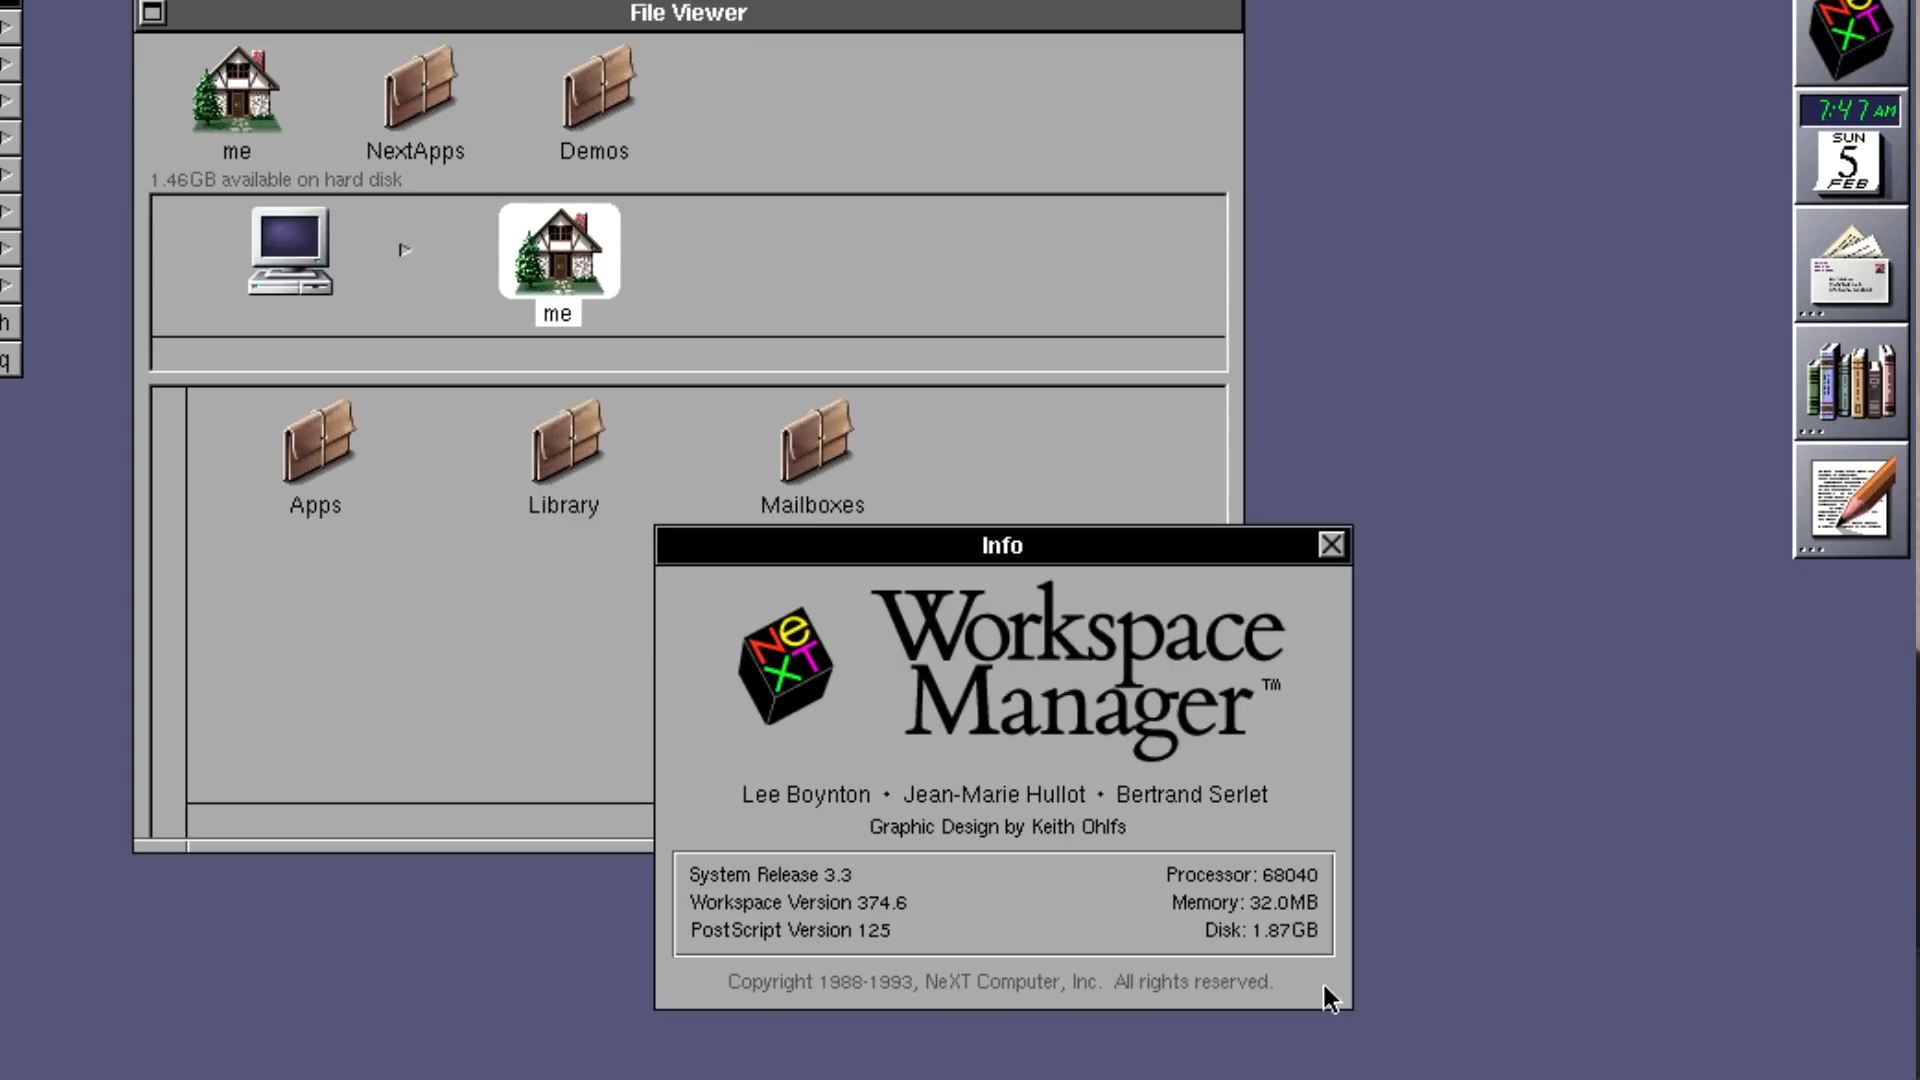 File Viewer
me
NextApps
Demos
1.46GB available on hard disk
me
Apps
Library
Mailboxes
h
q
NeXT
7:47 AM
SUN
5
FEB
Info
NeXT
Workspace
Manager™
Lee Boynton • Jean-Marie Hullot • Bertrand Serlet
Graphic Design by Keith Ohlfs
System Release 3.3
Processor: 68040
Workspace Version 374.6
Memory: 32.0MB
PostScript Version 125
Disk: 1.87GB
Copyright 1988-1993, NeXT Computer, Inc. All rights reserved.